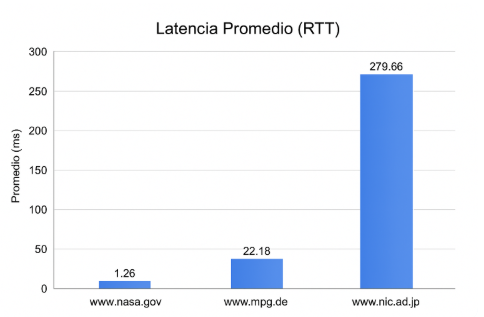 Latencia Promedio (RTT)
Promedio (ms)
300
250
200
150
100
50
0
279.66
22.18
1.26
www.nasa.gov
www.mpg.de
www.nic.ad.jp